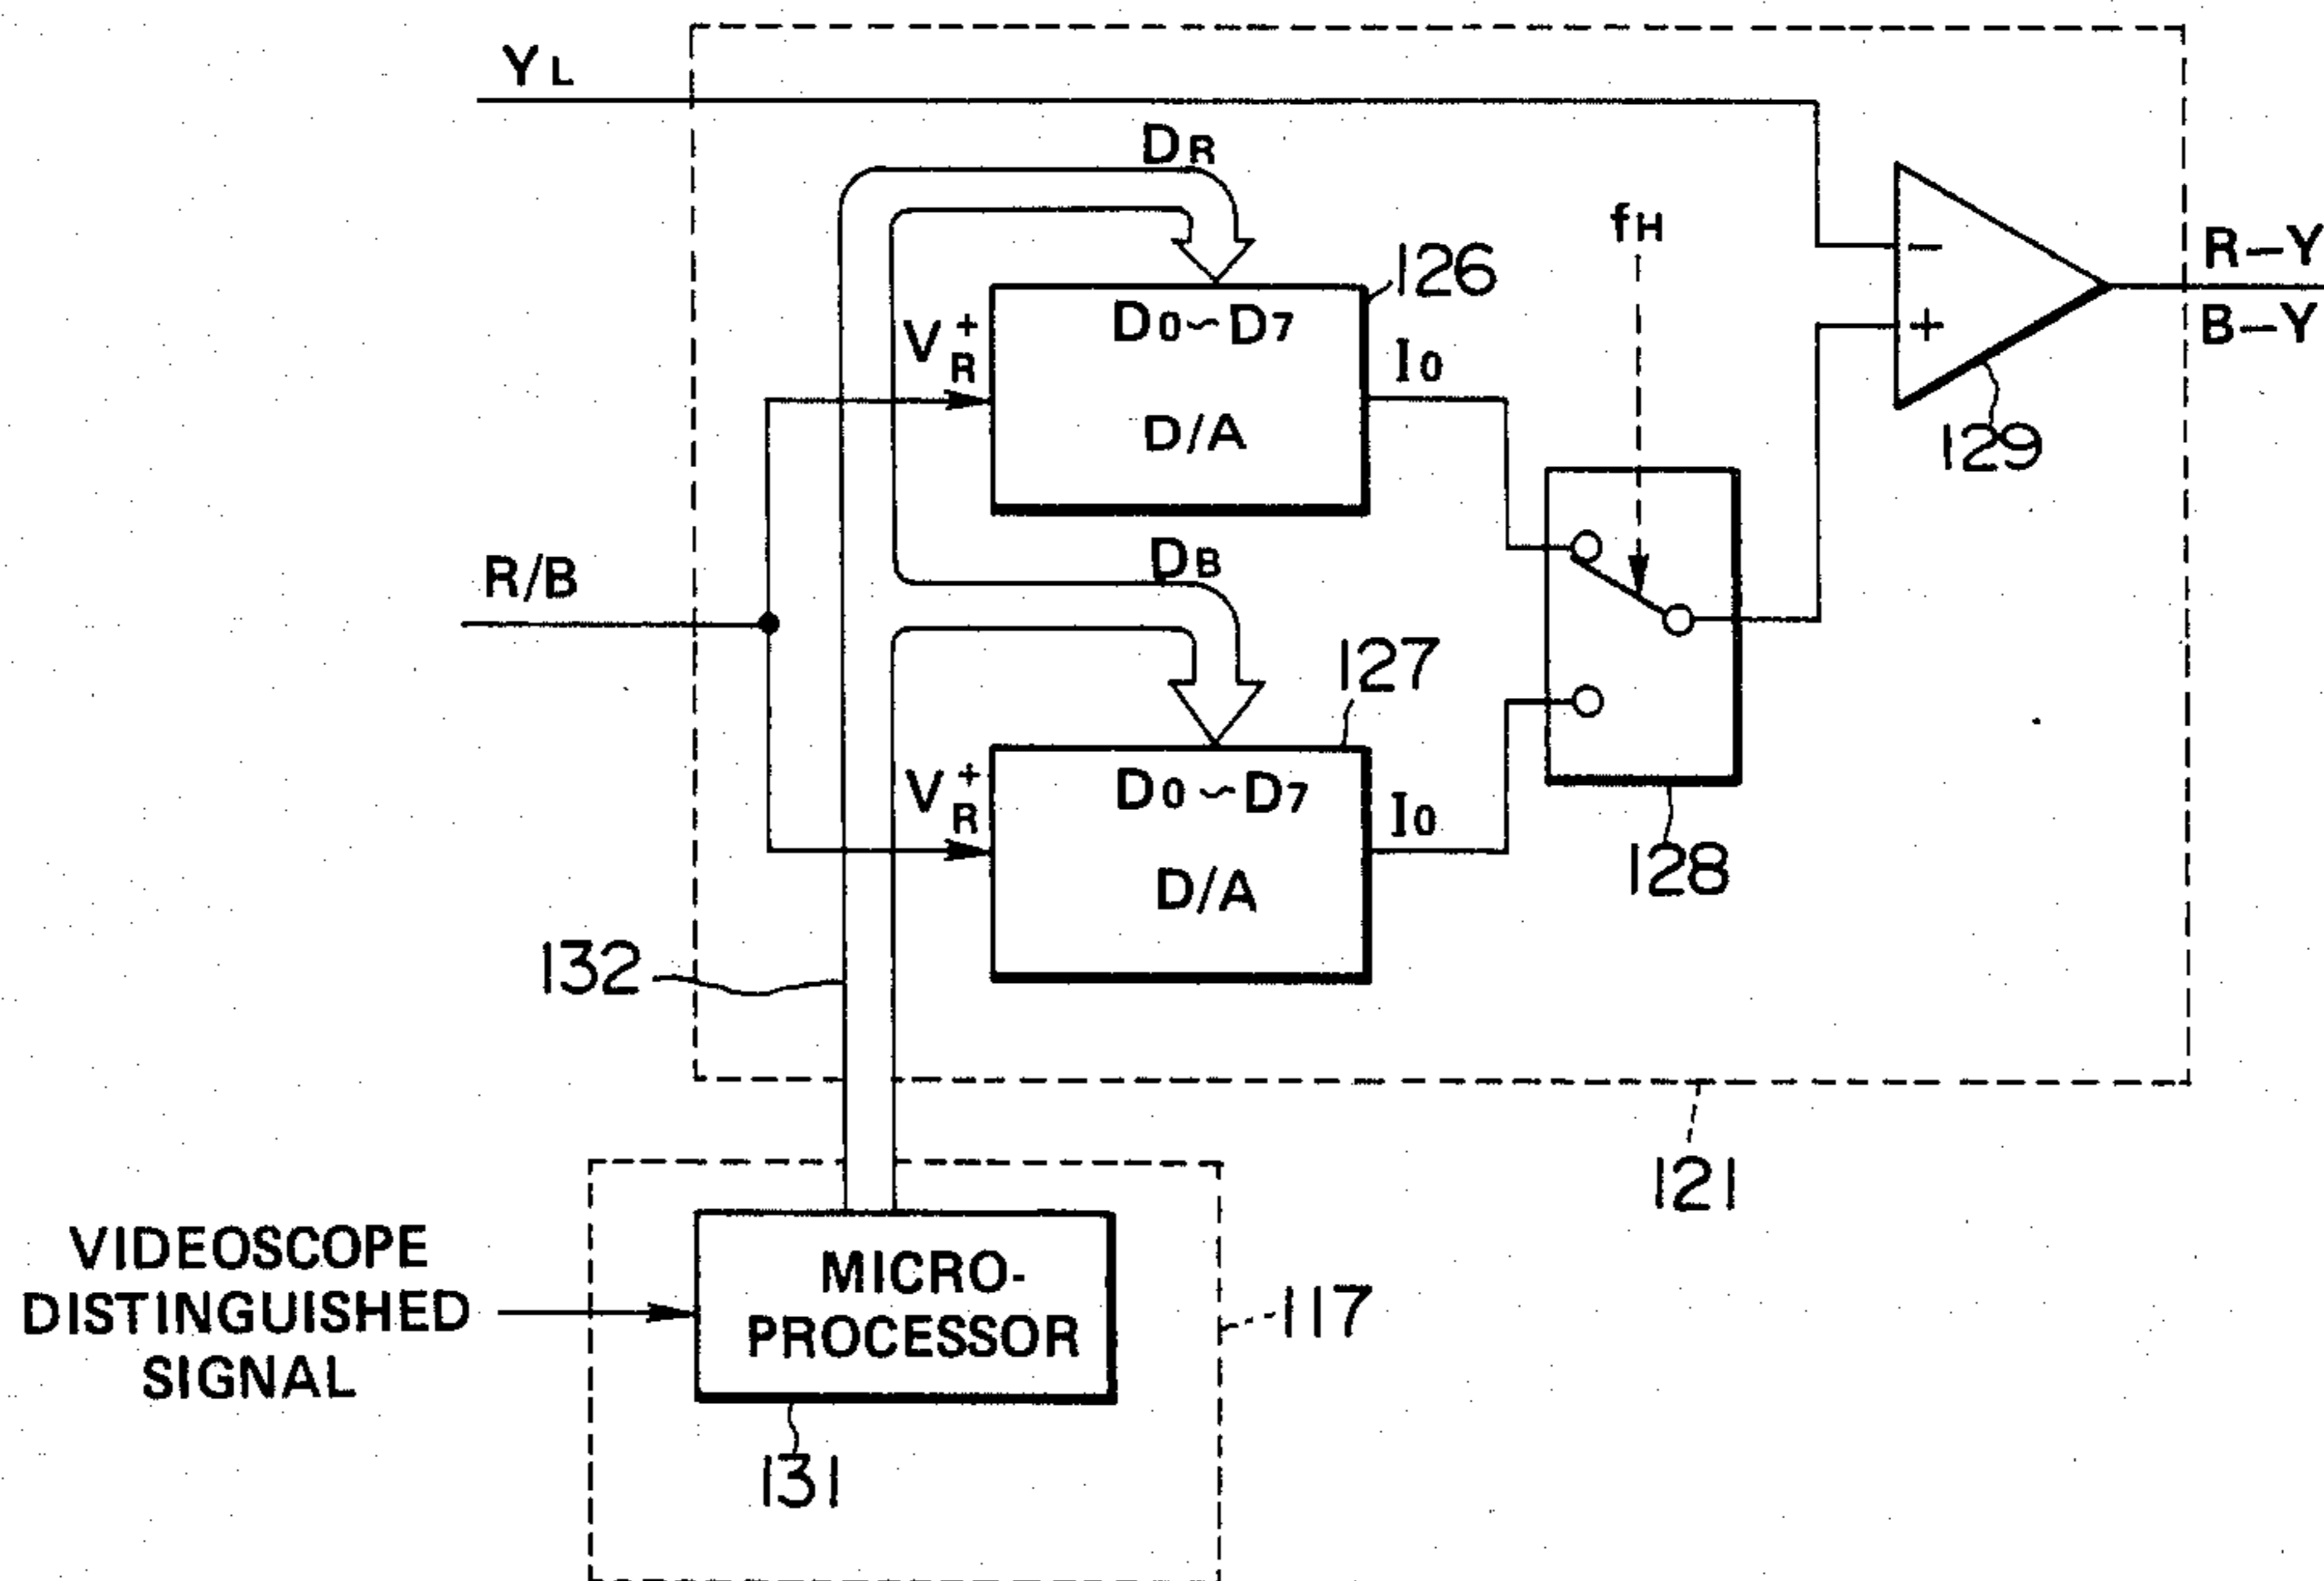 YL
DR
fH
R—Y
B—Y
126
D0~D7
V+R
I0
D/A
129
DB
R/B
127
V+R
D0~D7
I0
D/A
128
132
121
VIDEOSCOPE
DISTINGUISHED
SIGNAL
MICRO-
PROCESSOR
117
131